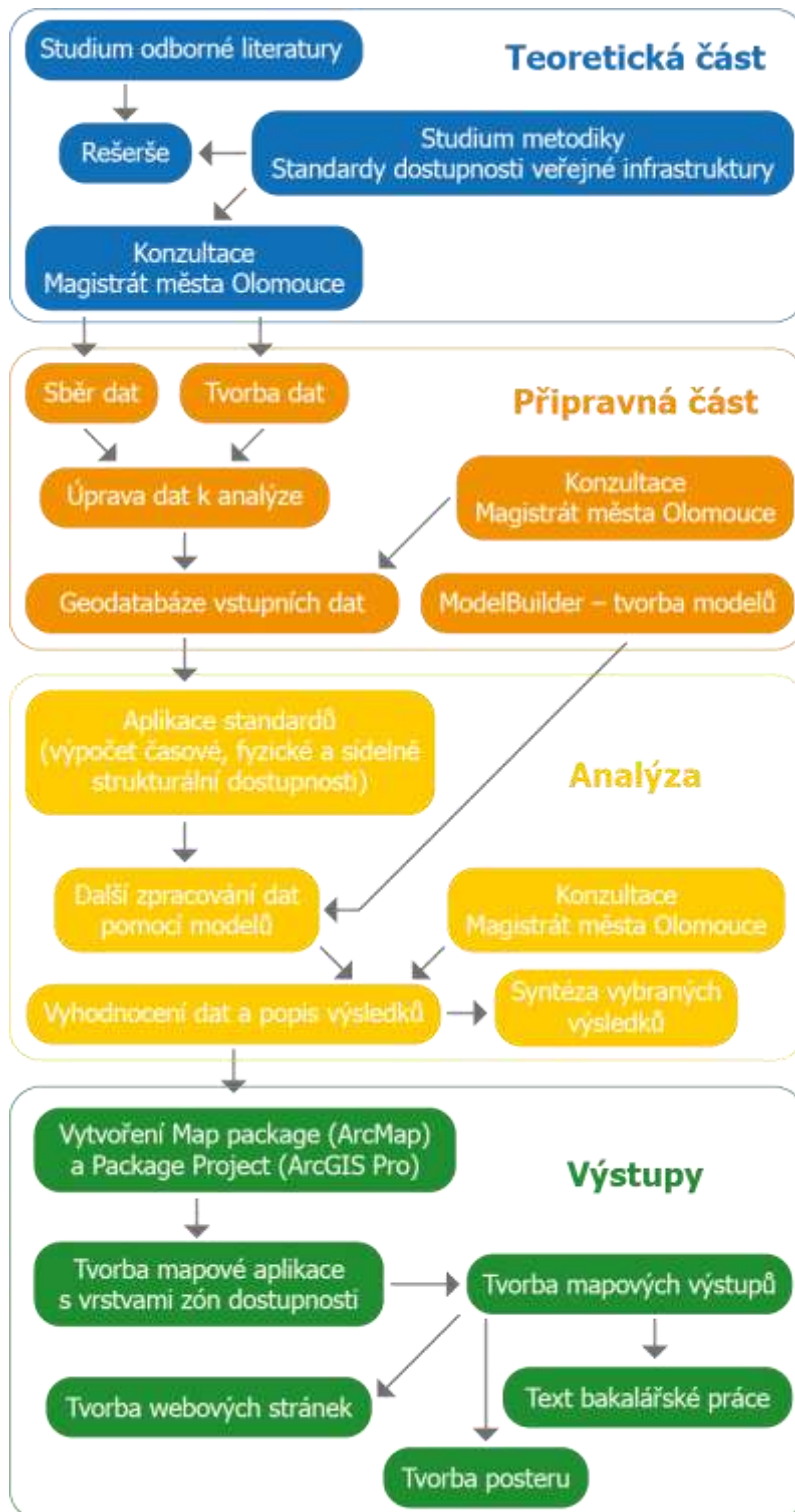 Studium odborné literatury
Teoretická část
Rešerše
Studium metodiky
Standardy dostupnosti veřejné infrastruktury
Konzultace
Magistrát města Olomouce
Sběr dat
Tvorba dat
Připravná část
Úprava dat k analýze
Konzultace
Magistrát města Olomouce
Geodatabáze vstupních dat
ModelBuilder – tvorba modelů
Aplikace standardů
(výpočet časové, fyzické a sídelně
strukturální dostupnosti)
Analýza
Další zpracování dat
pomocí modelů
Konzultace
Magistrát města Olomouce
Vyhodnocení dat a popis výsledků
Syntéza vybraných
výsledků
Vytvoření Map package (ArcMap)
a Package Project (ArcGIS Pro)
Výstupy
Tvorba mapové aplikace
s vrstvami zón dostupnosti
Tvorba mapových výstupů
Tvorba webových stránek
Text bakalářské práce
Tvorba posteru